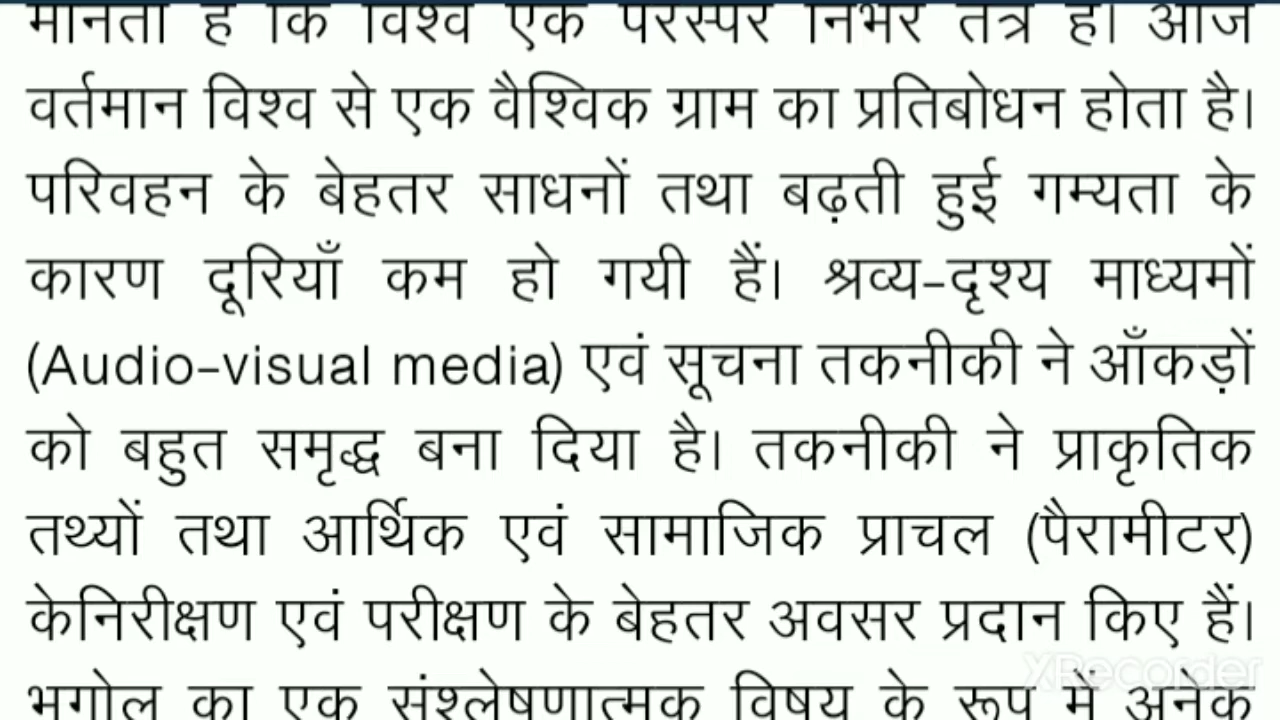 मानता है कि विश्व एक परस्पर निर्भर तंत्र है। आज
वर्तमान विश्व से एक वैश्विक ग्राम का प्रतिबोधन होता है।
परिवहन के बेहतर साधनों तथा बढ़ती हुई गम्यता के
कारण दूरियाँ कम हो गयी हैं। श्रव्य-दृश्य माध्यमों
(Audio-visual media) एवं सूचना तकनीकी ने आँकड़ों
को बहुत समृद्ध बना दिया है। तकनीकी ने प्राकृतिक
तथ्यों तथा आर्थिक एवं सामाजिक प्राचल (पैरामीटर)
केनिरीक्षण एवं परीक्षण के बेहतर अवसर प्रदान किए हैं।
भूगोल का एक संश्लेषणात्मक विषय के रूप में अनेक
XRecorder